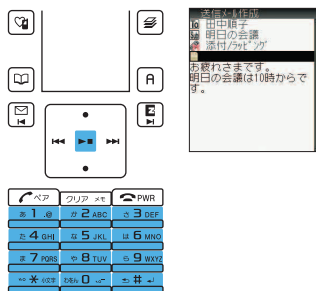 A
送信メール作成
To 田中順子
明日の会議
添付/ラッピング
お疲れさまです。
明日の会議は10時からで
す。
ペア
クリア メモ
PWR
あ 1 .@
か 2 ABC
さ 3 DEF
た 4 GHI
な 5 JKL
は 6 MNO
ま 7 PQRS
や 8 TUV
ら 9 WXYZ
0
#